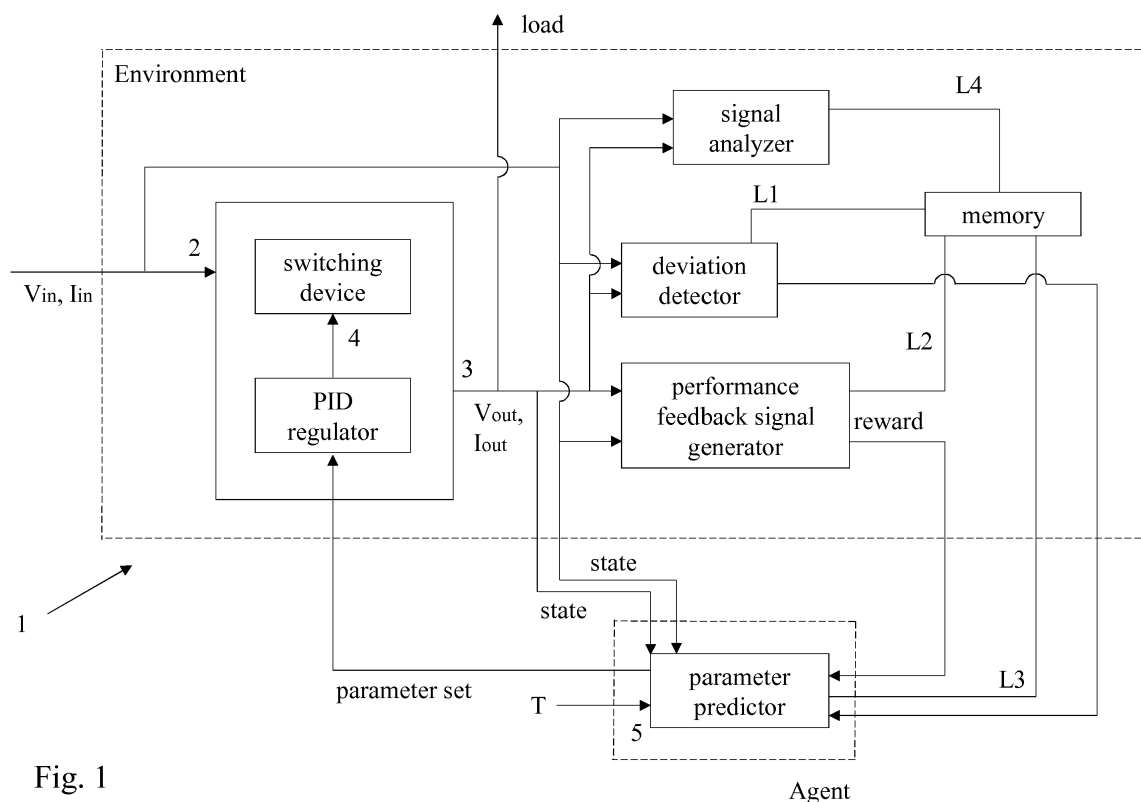 load
Environment
L4
signal
analyzer
L1
memory
2
switching
device
deviation
detector
Vin, Iin
4
L2
3
PID
regulator
performance
feedback signal
generator
Vout,
Iout
reward
state
state
1
parameter set
parameter
predictor
L3
T
5
Fig. 1
Agent